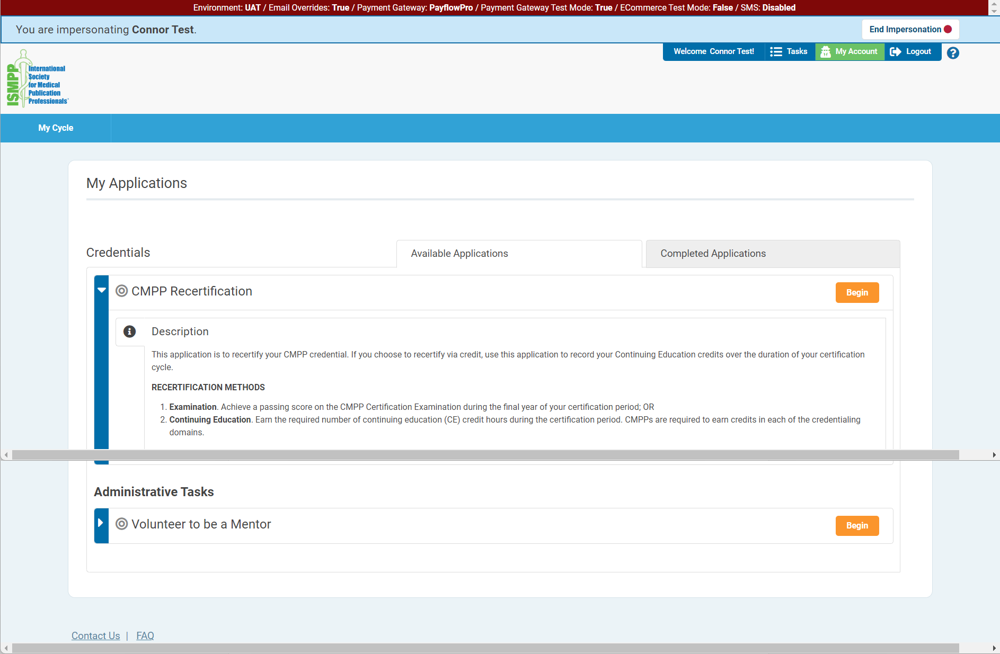 Environment: UAT / Email Overrides: True / Payment Gateway: PayflowPro / Payment Gateway Test Mode: True / ECommerce Test Mode: False / SMS: Disabled
You are impersonating Connor Test.
End Impersonation
Welcome Connor Test!
Tasks
My Account
Logout
?
ISMPP
International
Society
for Medical
Publication
Professionals
My Cycle
My Applications
Credentials
Available Applications
Completed Applications
CMPP Recertification
Begin
Description
This application is to recertify your CMPP credential. If you choose to recertify via credit, use this application to record your Continuing Education credits over the duration of your certification
cycle.
RECERTIFICATION METHODS
1. Examination. Achieve a passing score on the CMPP Certification Examination during the final year of your certification period; OR
2. Continuing Education. Earn the required number of continuing education (CE) credit hours during the certification period. CMPPs are required to earn credits in each of the credentialing
domains.
Administrative Tasks
Volunteer to be a Mentor
Begin
Contact Us | FAQ